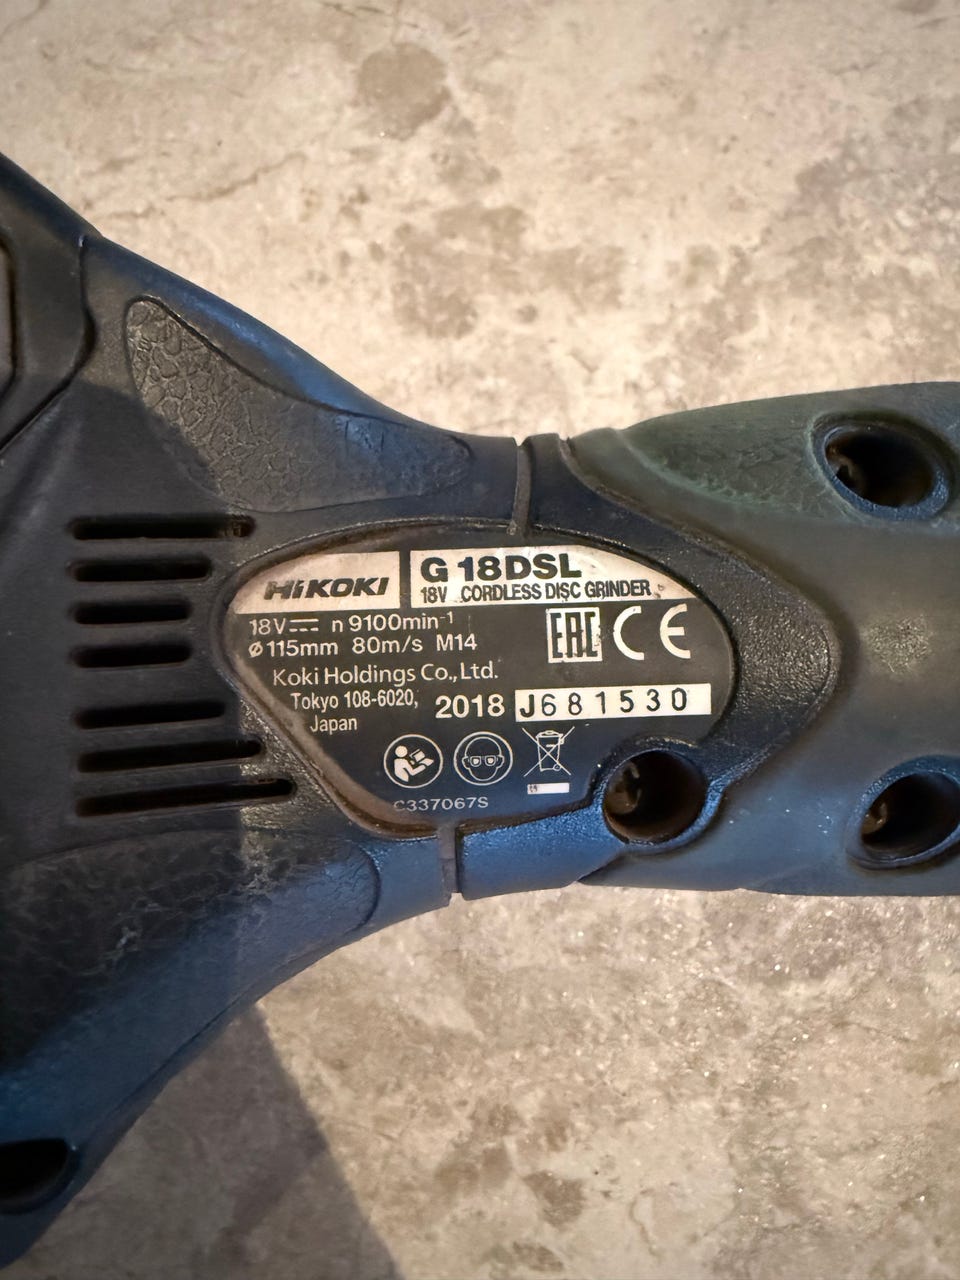 HiKOKI
G 18DSL
18V CORDLESS DISC GRINDER
18V⎓ n 9100min⁻¹
ø115mm 80m/s M14
Koki Holdings Co.,Ltd.
Tokyo 108-6020,
Japan
2018 J681530
EAC CE
C337067S